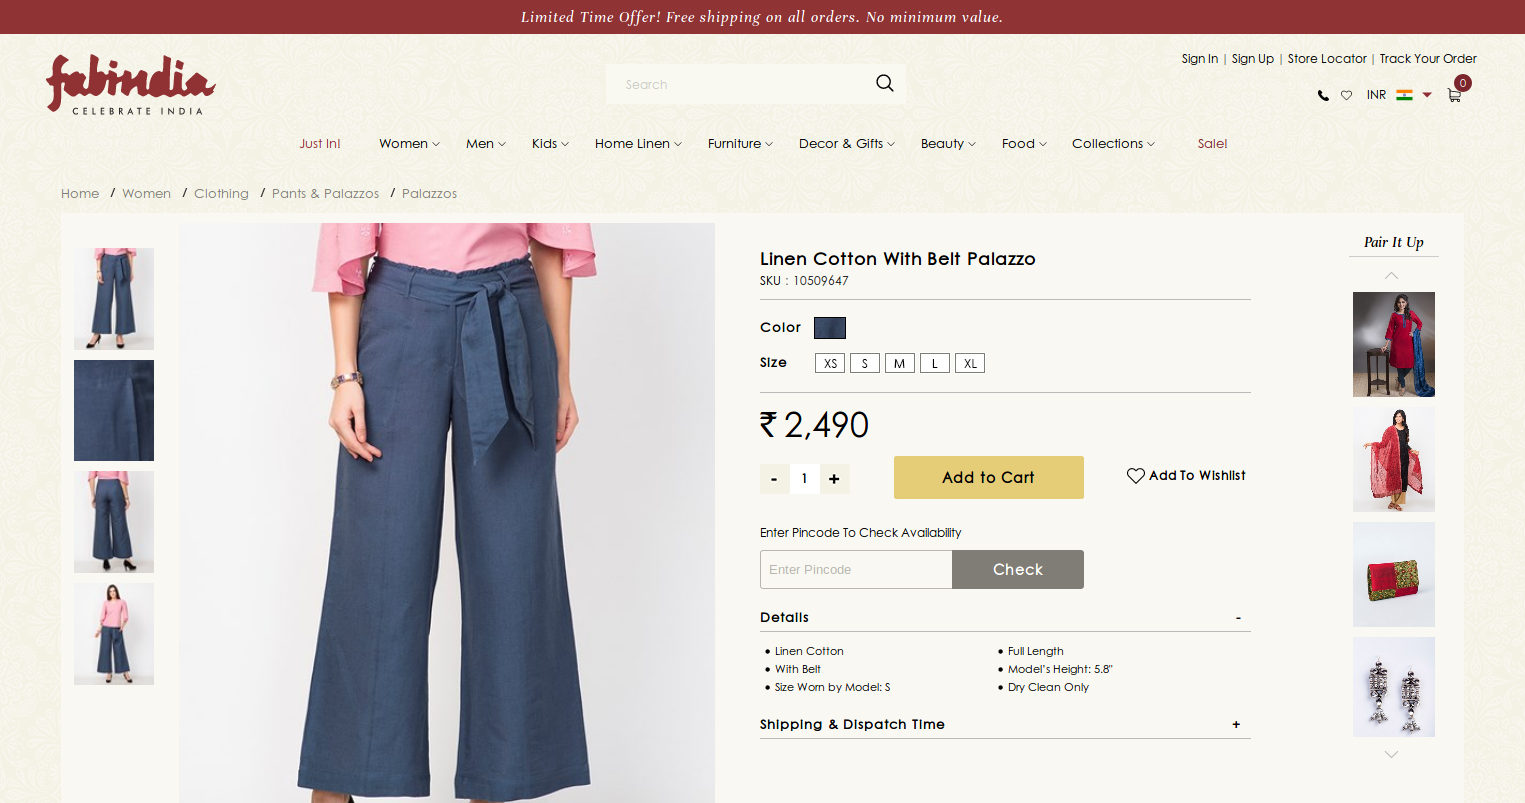 Limited Time Offer! Free shipping on all orders. No minimum value.
fabindia
CELEBRATE INDIA
Search
Sign In | Sign Up | Store Locator | Track Your Order
INR
0
Just In! Women Men Kids Home Linen Furniture Decor & Gifts Beauty Food Collections Sale!
Home / Women / Clothing / Pants & Palazzos / Palazzos
Linen Cotton With Belt Palazzo
SKU : 10509647
Color
Size XS S M L XL
₹ 2,490
- 1 + Add to Cart Add To Wishlist
Enter Pincode To Check Availability
Enter Pincode Check
Details -
• Linen Cotton • Full Length
• With Belt • Model's Height: 5.8"
• Size Worn by Model: S • Dry Clean Only
Shipping & Dispatch Time +
Pair It Up